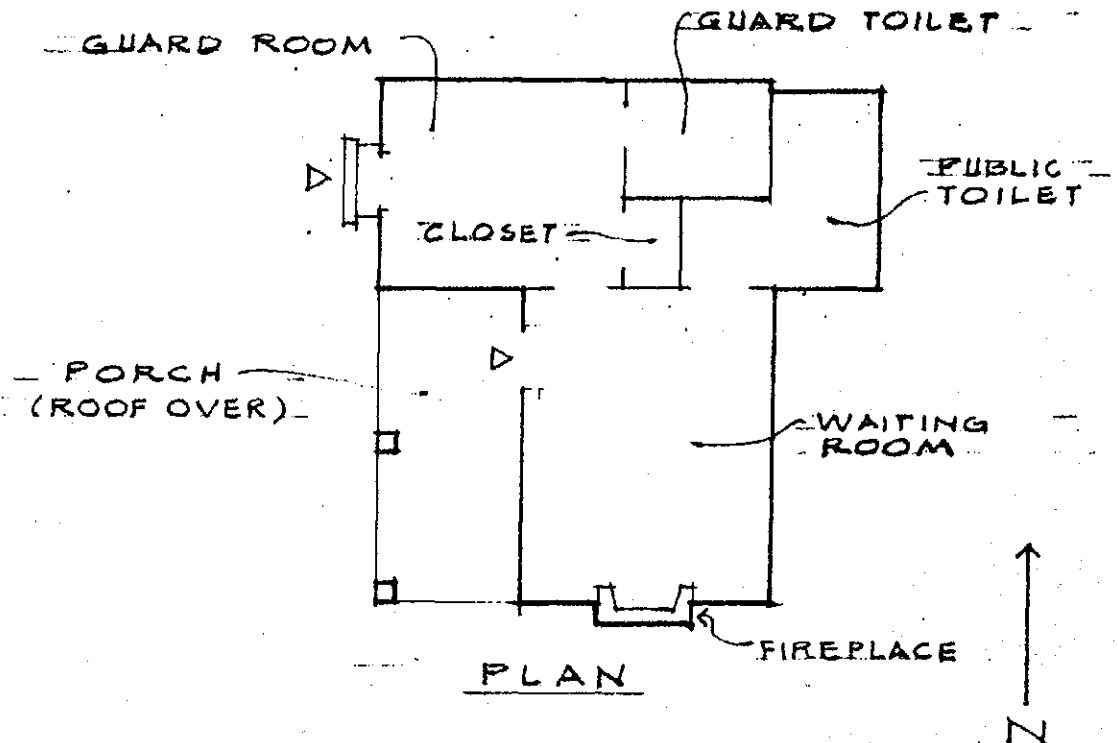 GUARD TOILET
GUARD ROOM
PUBLIC
TOILET
CLOSET
PORCH
(ROOF OVER)
WAITING
ROOM
FIREPLACE
PLAN
N